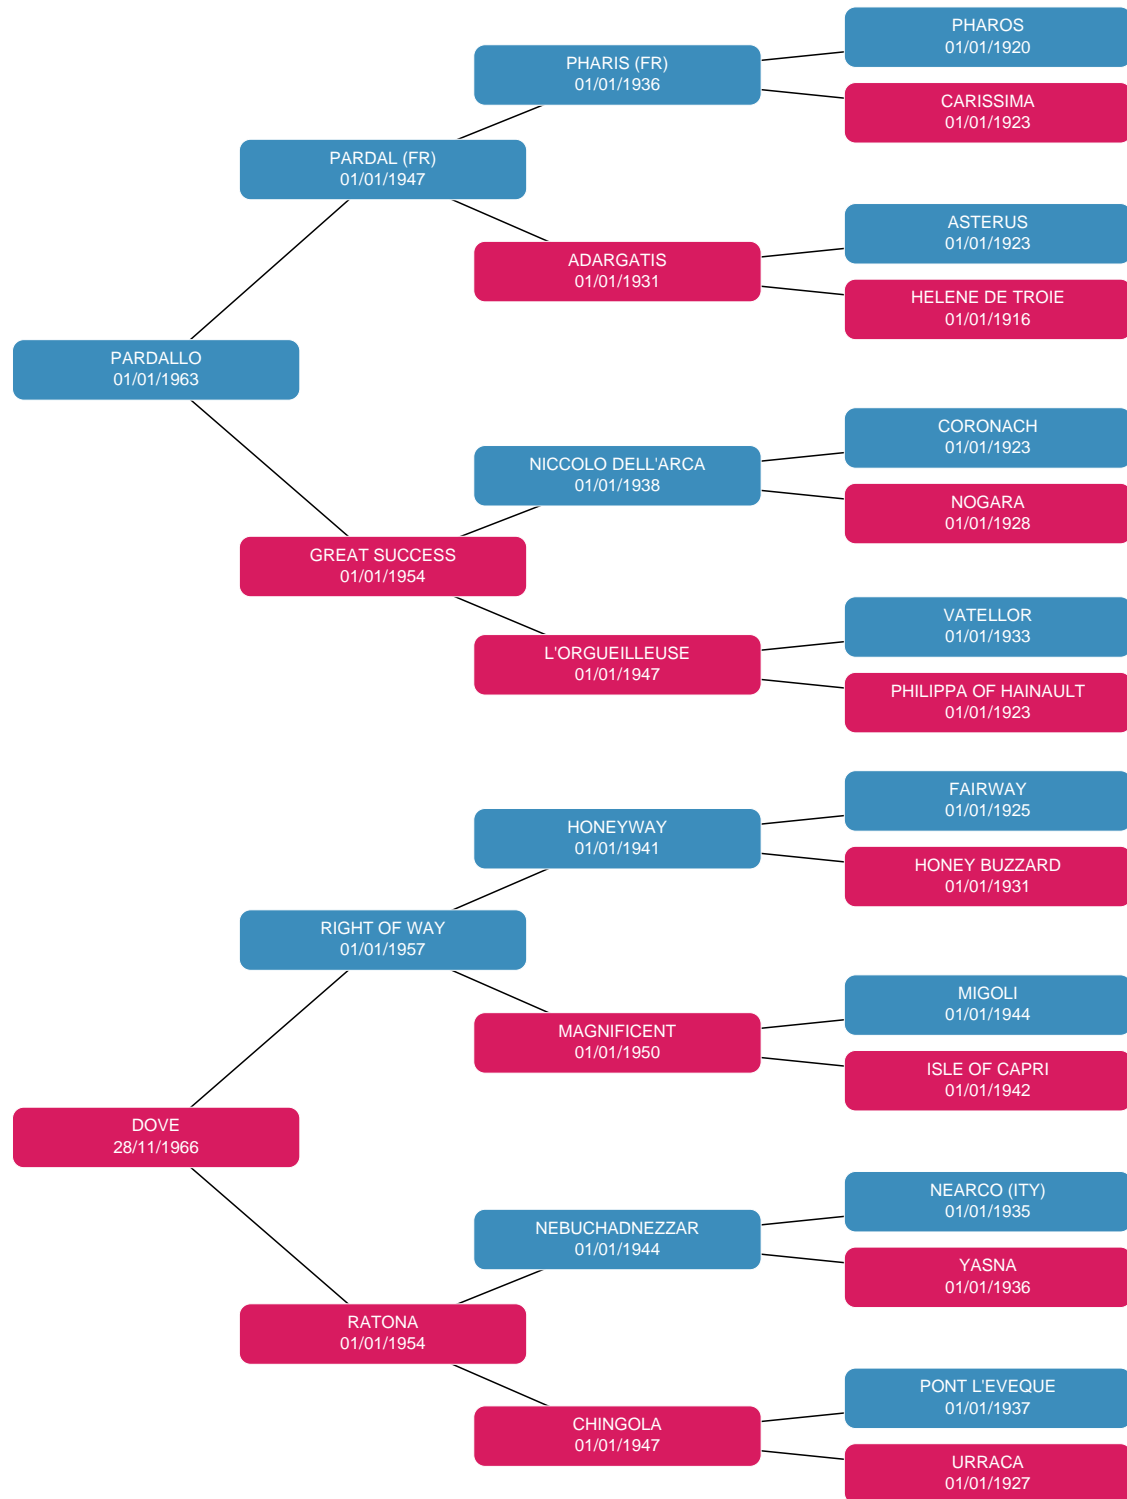 PHAROS
01/01/1920
PHARIS (FR)
01/01/1936
CARISSIMA
01/01/1923
PARDAL (FR)
01/01/1947
ASTERUS
01/01/1923
ADARGATIS
01/01/1931
HELENE DE TROIE
01/01/1916
PARDALLO
01/01/1963
CORONACH
01/01/1923
NICCOLO DELL'ARCA
01/01/1938
NOGARA
01/01/1928
GREAT SUCCESS
01/01/1954
VATELLOR
01/01/1933
L'ORGUEILLEUSE
01/01/1947
PHILIPPA OF HAINAULT
01/01/1923
FAIRWAY
01/01/1925
HONEYWAY
01/01/1941
HONEY BUZZARD
01/01/1931
RIGHT OF WAY
01/01/1957
MIGOLI
01/01/1944
MAGNIFICENT
01/01/1950
ISLE OF CAPRI
01/01/1942
DOVE
28/11/1966
NEARCO (ITY)
01/01/1935
NEBUCHADNEZZAR
01/01/1944
YASNA
01/01/1936
RATONA
01/01/1954
PONT L'EVEQUE
01/01/1937
CHINGOLA
01/01/1947
URRACA
01/01/1927